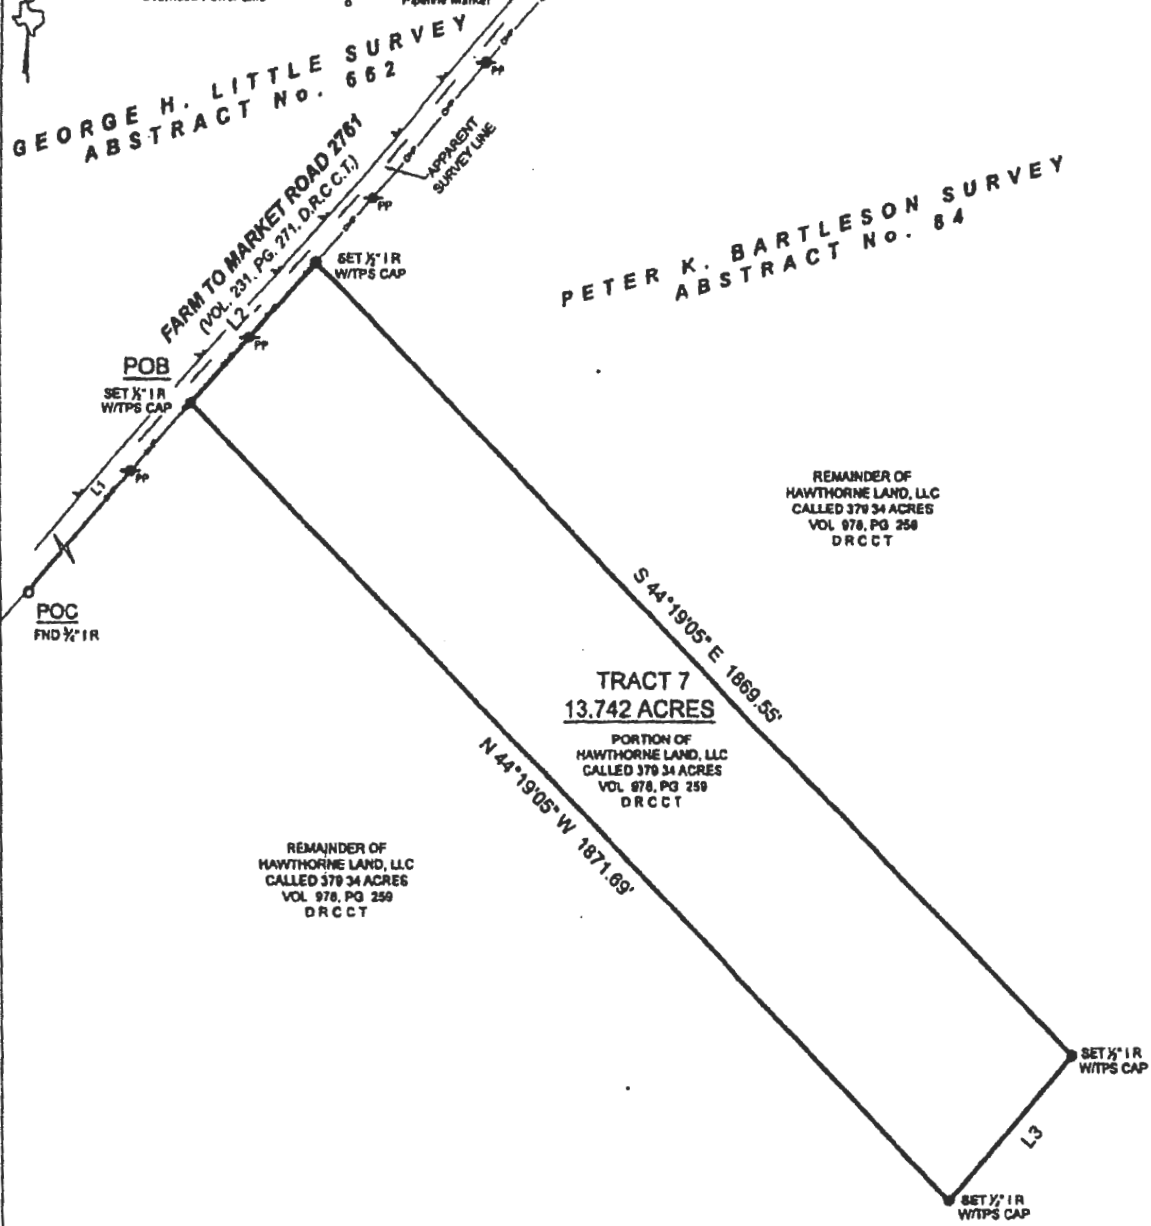 Pipeline Marker
GEORGE H. LITTLE SURVEY
ABSTRACT No. 662
FARM TO MARKET ROAD 2761
(VOL. 231, PG. 271, D.R.C.C.T.)
APPARENT
SURVEY LINE
PP
PP
PETER K. BARTLESON SURVEY
ABSTRACT No. 84
SET ½" I R
W/TPS CAP
L2
PP
POB
SET ½" I R
W/TPS CAP
PP
L1
POC
FND ¾" I R
REMAINDER OF
HAWTHORNE LAND, LLC
CALLED 379 34 ACRES
VOL 978, PG 259
D R C C T
S 44°19'05" E 1869.55'
TRACT 7
13.742 ACRES
PORTION OF
HAWTHORNE LAND, LLC
CALLED 379 34 ACRES
VOL 978, PG 259
D R C C T
N 44°19'05" W 1871.69'
REMAINDER OF
HAWTHORNE LAND, LLC
CALLED 379 34 ACRES
VOL 978, PG 259
D R C C T
SET ½" I R
W/TPS CAP
L3
SET ½" I R
W/TPS CAP